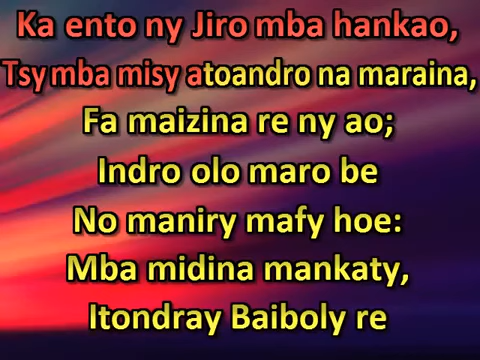 Ka ento ny Jiro mba hankao,
Tsy mba misy atoandro na maraina,
Fa maizina re ny ao;
Indro olo maro be
No maniry mafy hoe:
Mba midina mankaty,
Itondray Baiboly re